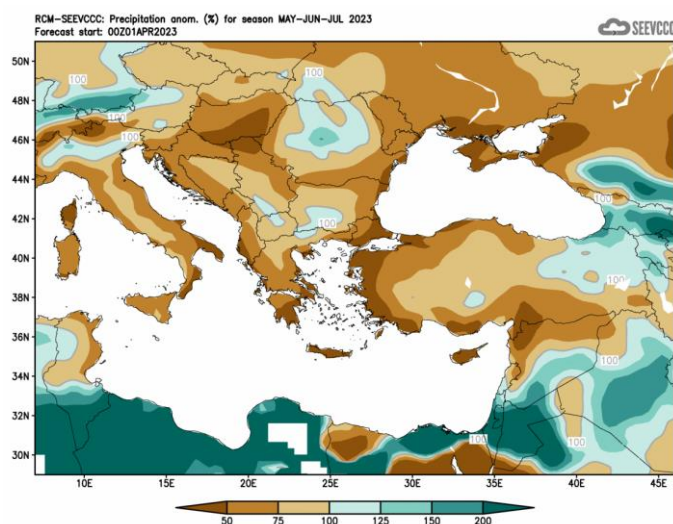 RCM-SEEVCCC: Precipitation anom. (%) for season MAY-JUN-JUL 2023
Forecast start: 00Z01APR2023
SEEVCCC
50N
48N
46N
44N
42N
40N
38N
36N
34N
32N
30N
100
100
100
100
100
100
100
100
100
100
100
10E
15E
20E
25E
30E
35E
40E
45E
50 75 100 125 150 200